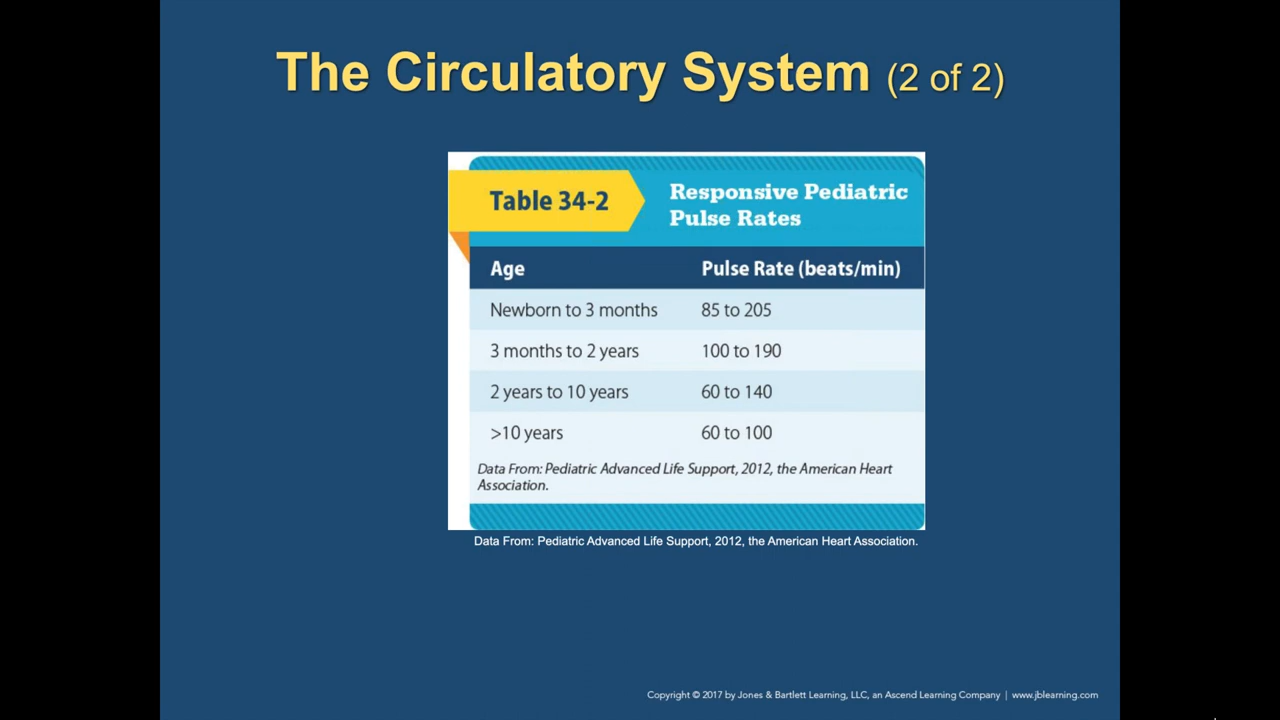 The Circulatory System (2 of 2)
Table 34-2
Responsive Pediatric
Pulse Rates
Age Pulse Rate (beats/min)
Newborn to 3 months 85 to 205
3 months to 2 years 100 to 190
2 years to 10 years 60 to 140
>10 years 60 to 100
Data From: Pediatric Advanced Life Support, 2012, the American Heart
Association.
Data From: Pediatric Advanced Life Support, 2012, the American Heart Association.
Copyright © 2017 by Jones & Bartlett Learning, LLC, an Ascend Learning Company | www.jblearning.com